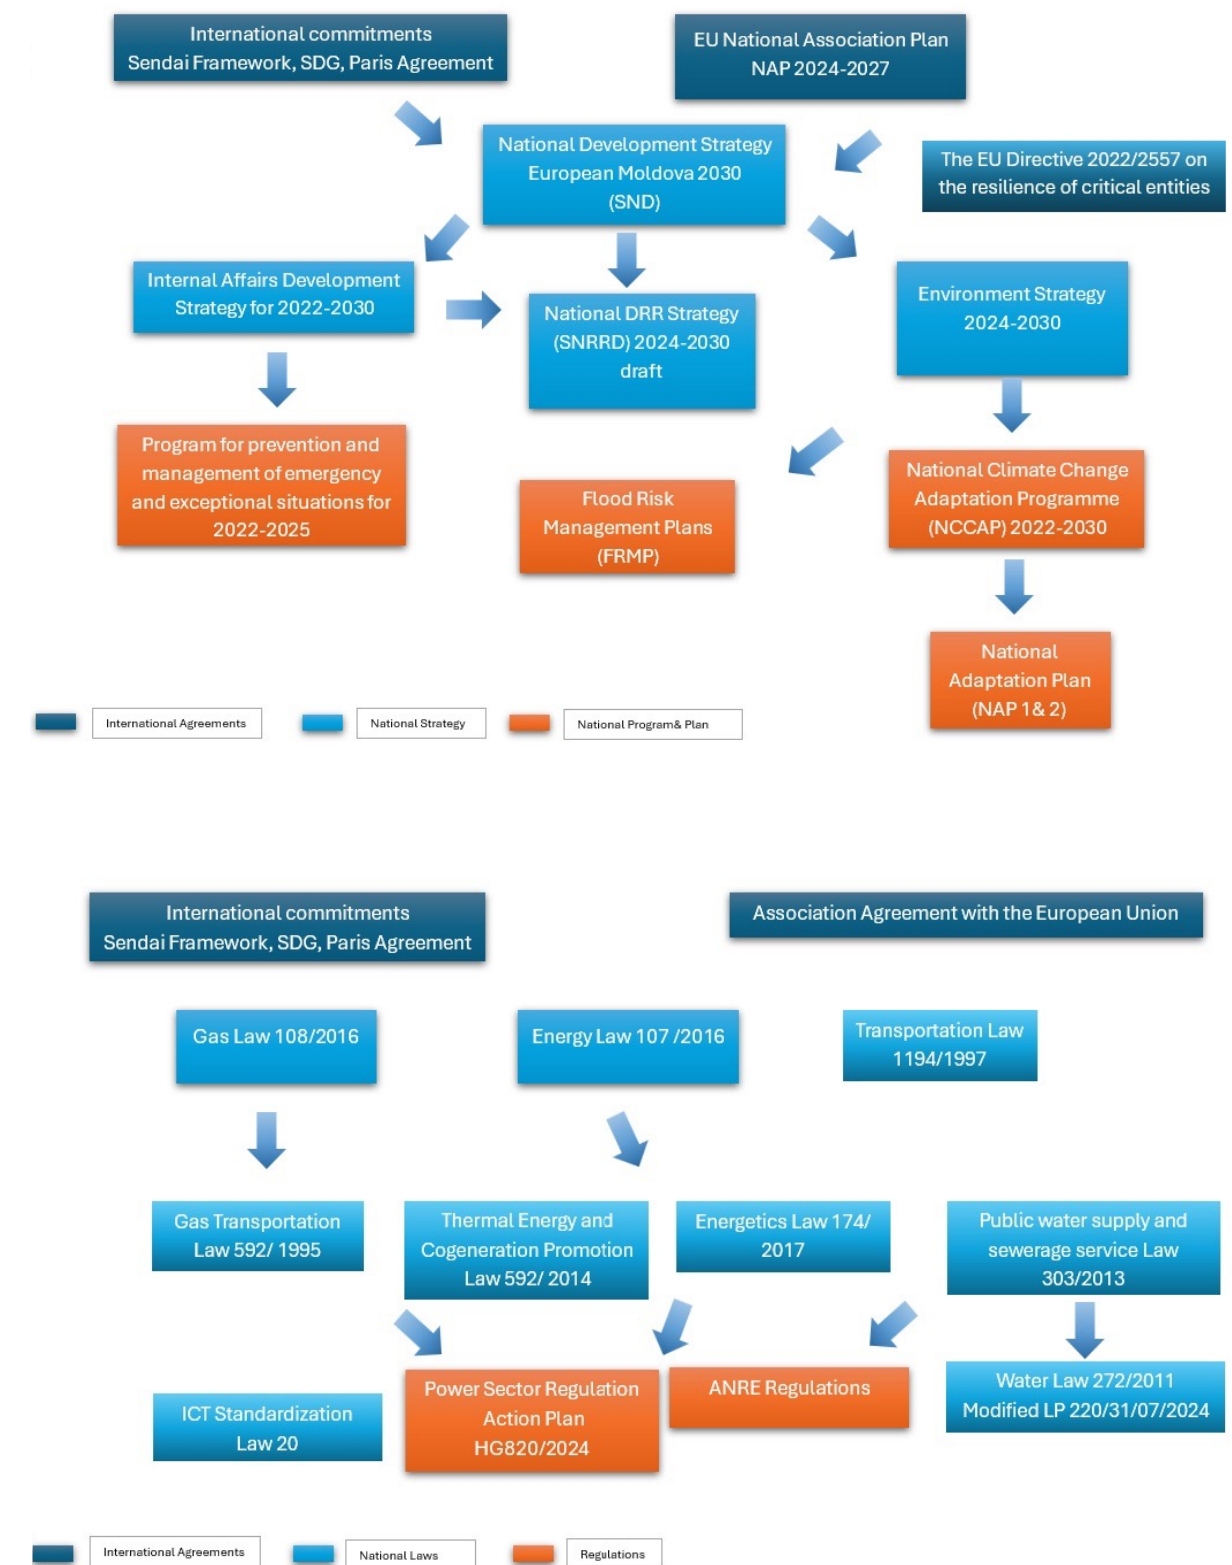 International commitments
Sendai Framework, SDG, Paris Agreement
EU National Association Plan
NAP 2024-2027
National Development Strategy
European Moldova 2030
(SND)
The EU Directive 2022/2557 on
the resilience of critical entities
Internal Affairs Development
Strategy for 2022-2030
National DRR Strategy
(SNRRD) 2024-2030
draft
Environment Strategy
2024-2030
Program for prevention and
management of emergency
and exceptional situations for
2022-2025
Flood Risk
Management Plans
(FRMP)
National Climate Change
Adaptation Programme
(NCCAP) 2022-2030
National
Adaptation Plan
(NAP 1& 2)
International Agreements
National Strategy
National Program& Plan
International commitments
Sendai Framework, SDG, Paris Agreement
Association Agreement with the European Union
Gas Law 108/2016
Energy Law 107 /2016
Transportation Law
1194/1997
Gas Transportation
Law 592/ 1995
Thermal Energy and
Cogeneration Promotion
Law 592/ 2014
Energetics Law 174/
2017
Public water supply and
sewerage service Law
303/2013
ICT Standardization
Law 20
Power Sector Regulation
Action Plan
HG820/2024
ANRE Regulations
Water Law 272/2011
Modified LP 220/31/07/2024
International Agreements
National Laws
Regulations